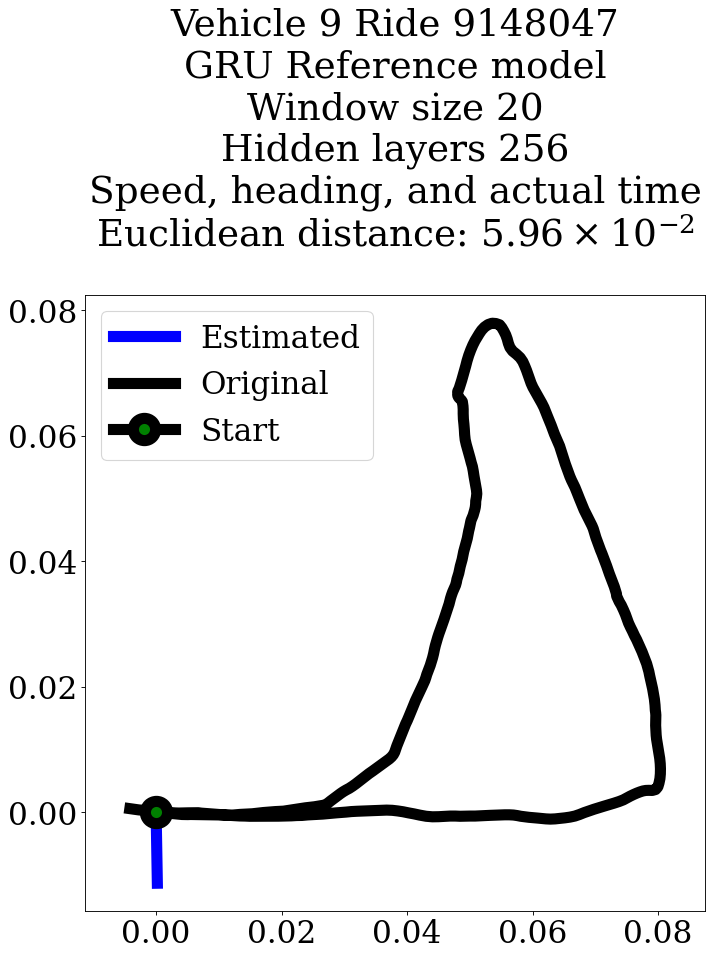 Vehicle 9 Ride 9148047
GRU Reference model
Window size 20
Hidden layers 256
Speed, heading, and actual time
Euclidean distance: 5.96 × 10⁻²
Estimated
Original
Start
0.08
0.06
0.04
0.02
0.00
0.00 0.02 0.04 0.06 0.08